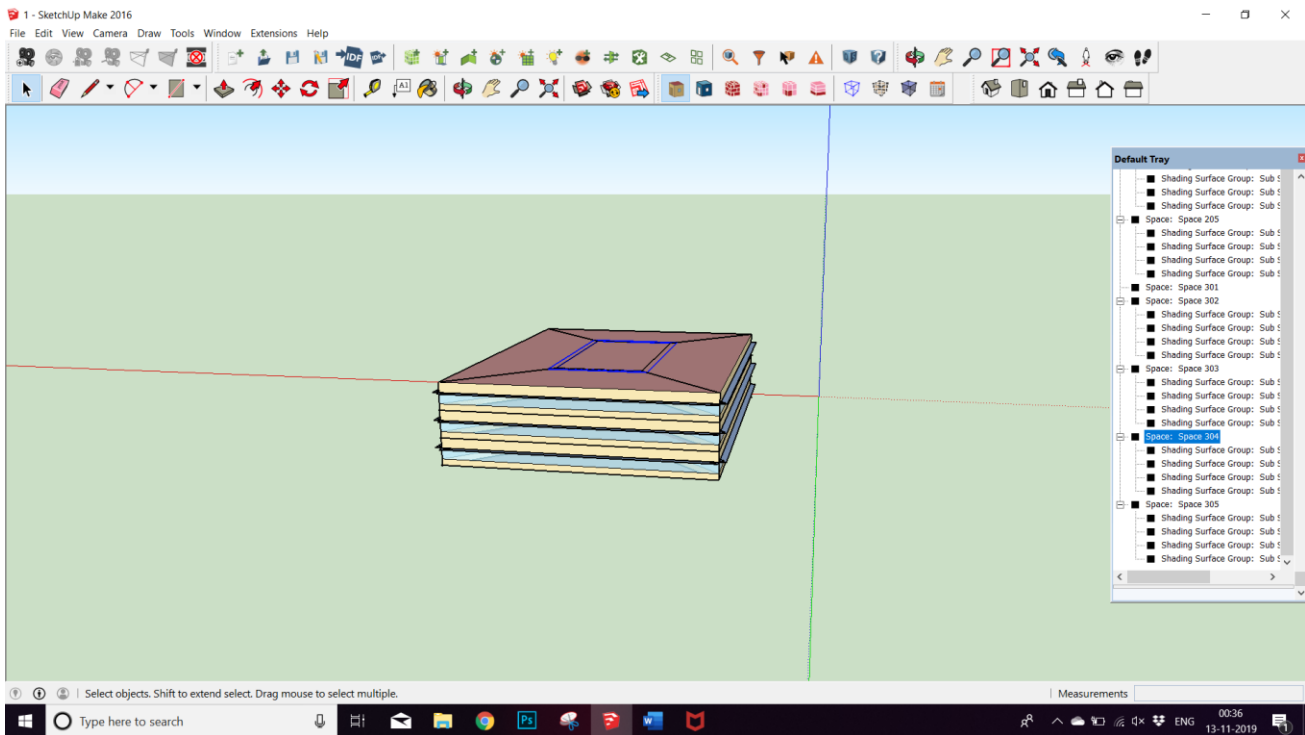 1 - SketchUp Make 2016
File Edit View Camera Draw Tools Window Extensions Help
IDF
A1
Default Tray
Shading Surface Group: Sub S
Shading Surface Group: Sub S
Shading Surface Group: Sub S
Space: Space 205
Shading Surface Group: Sub S
Shading Surface Group: Sub S
Shading Surface Group: Sub S
Shading Surface Group: Sub S
Space: Space 301
Space: Space 302
Shading Surface Group: Sub S
Shading Surface Group: Sub S
Shading Surface Group: Sub S
Shading Surface Group: Sub S
Space: Space 303
Shading Surface Group: Sub S
Shading Surface Group: Sub S
Shading Surface Group: Sub S
Shading Surface Group: Sub S
Space: Space 304
Shading Surface Group: Sub S
Shading Surface Group: Sub S
Shading Surface Group: Sub S
Shading Surface Group: Sub S
Space: Space 305
Shading Surface Group: Sub S
Shading Surface Group: Sub S
Shading Surface Group: Sub S
Shading Surface Group: Sub S
Select objects. Shift to extend select. Drag mouse to select multiple.
Measurements
Type here to search
Ps
ENG
00:36
13-11-2019
1